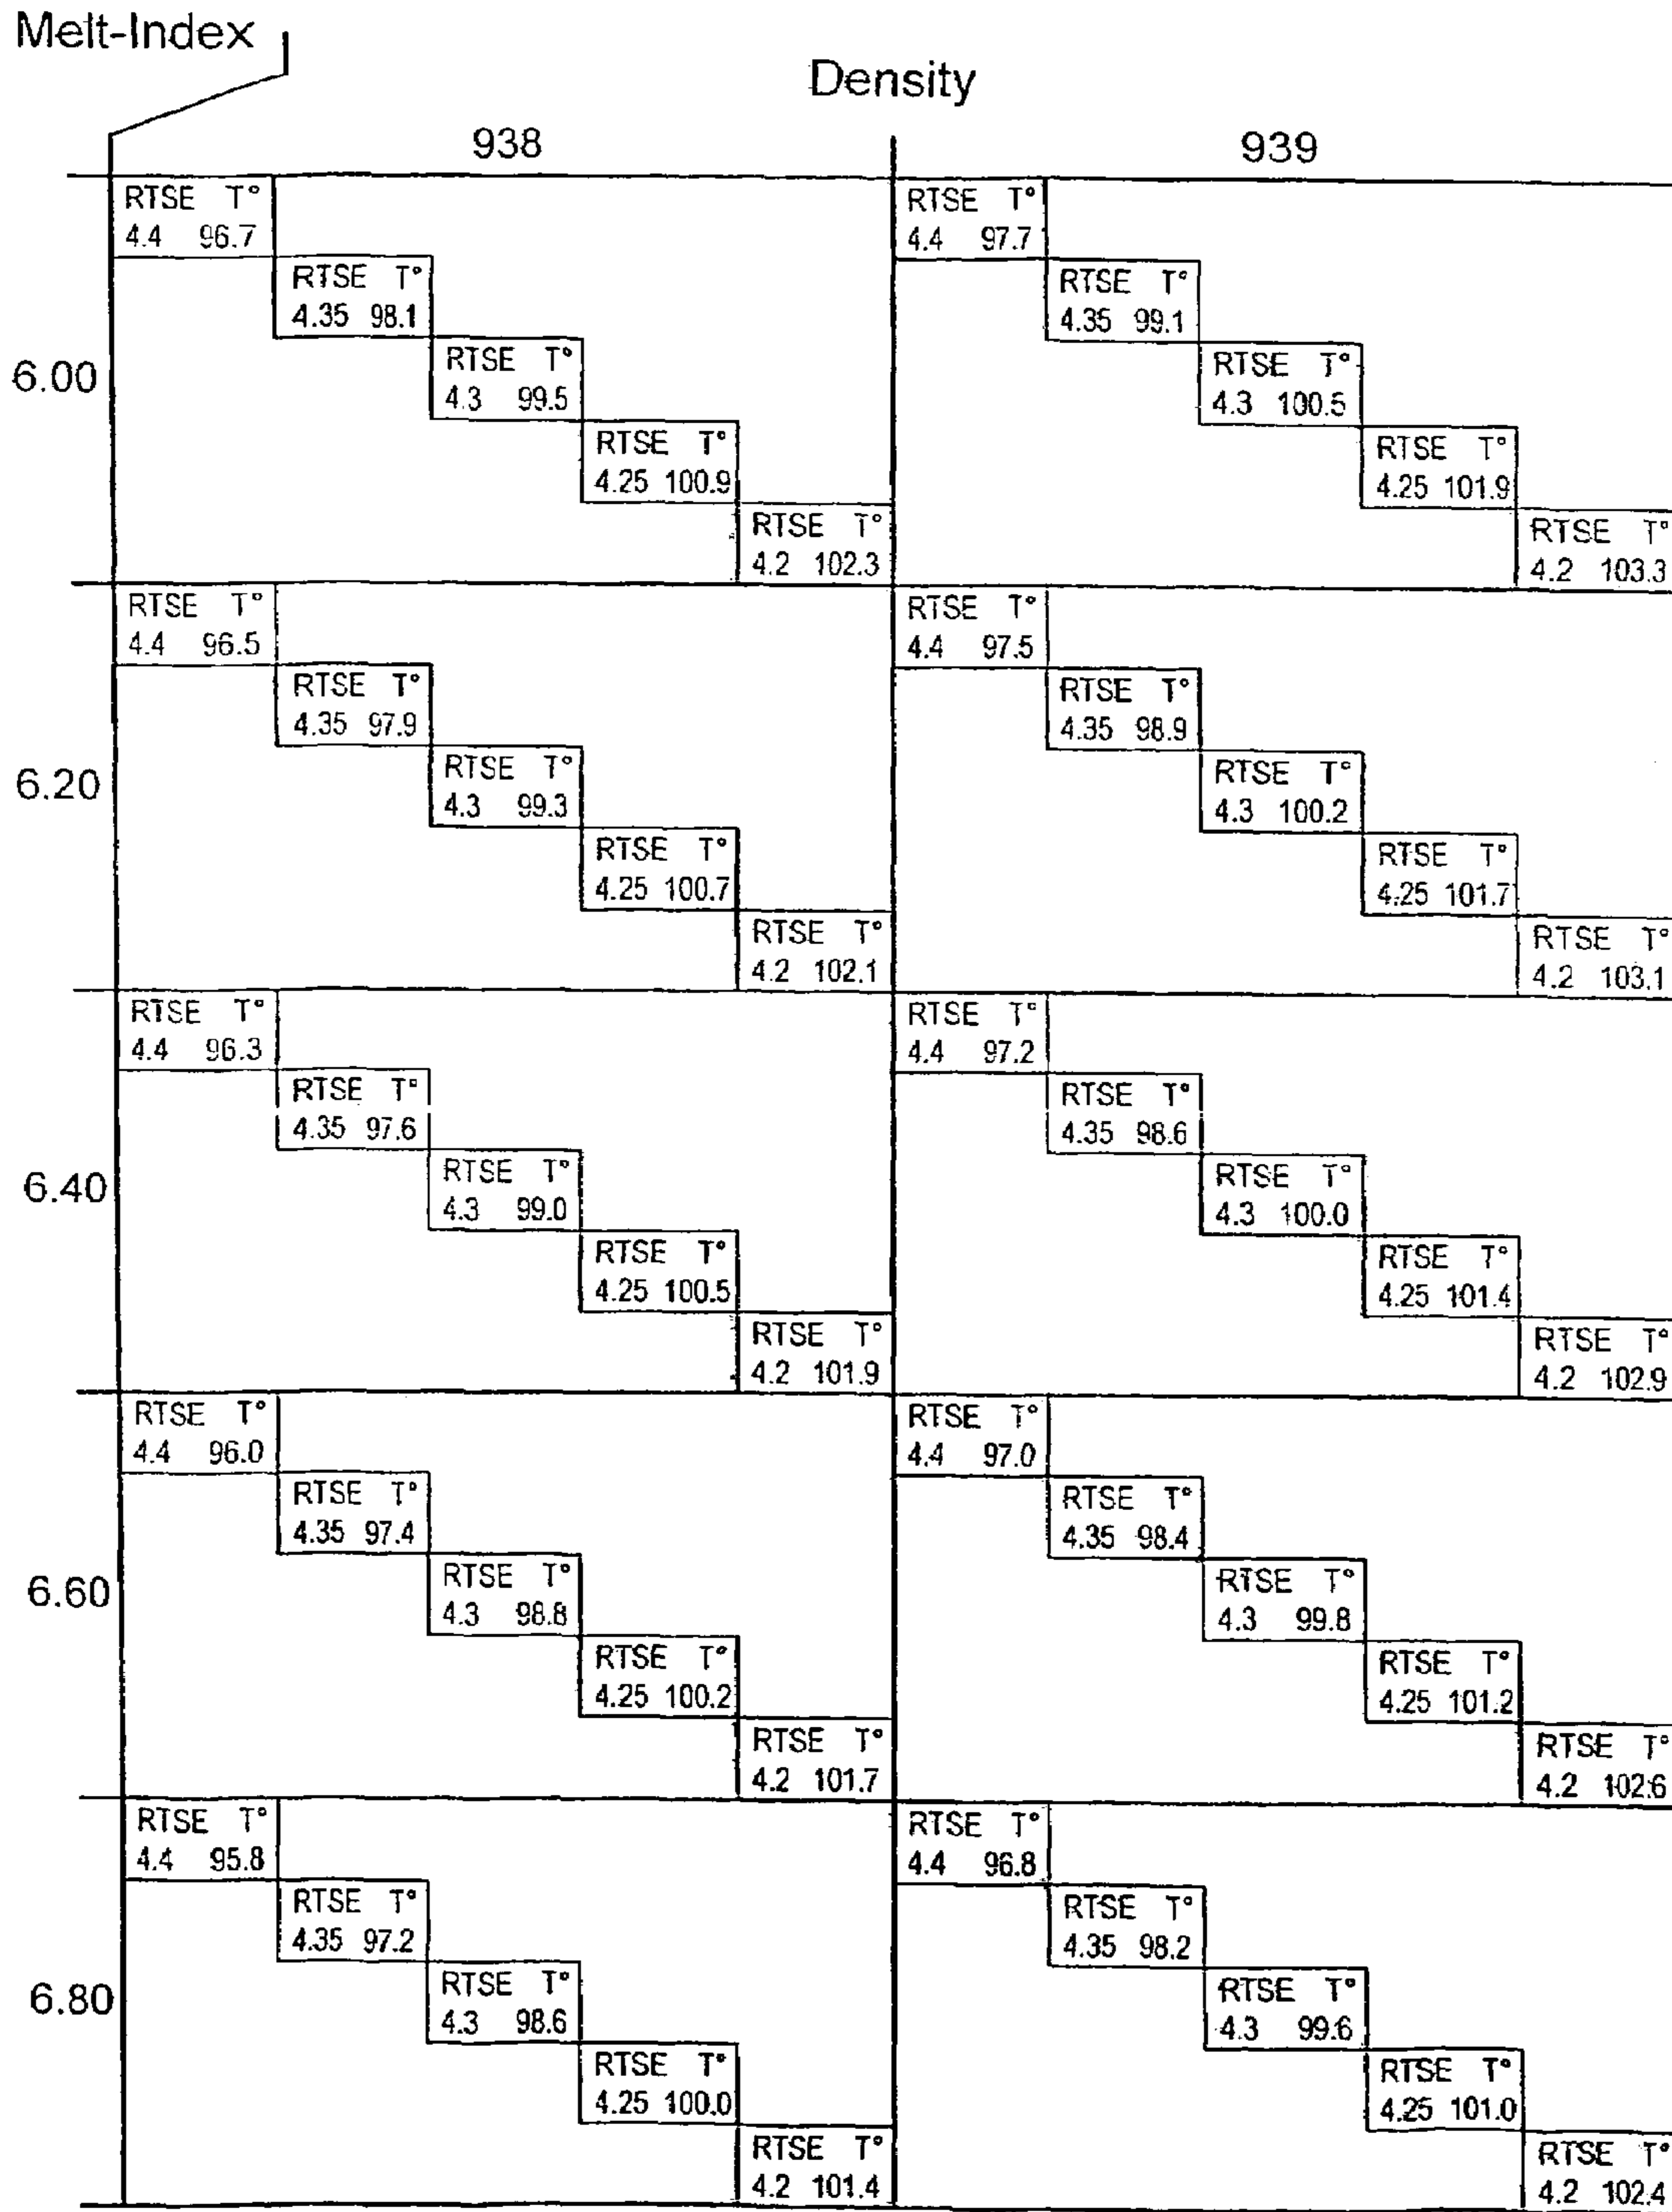 Melt-Index
Density
938 939
6.00
RTSE T° RTSE T°
4.4 96.7 4.4 97.7
RTSE T° RTSE T°
4.35 98.1 4.35 99.1
RTSE T° RTSE T°
4.3 99.5 4.3 100.5
RTSE T° RTSE T°
4.25 100.9 4.25 101.9
RTSE T° RTSE T°
4.2 102.3 4.2 103.3
6.20
RTSE T° RTSE T°
4.4 96.5 4.4 97.5
RTSE T° RTSE T°
4.35 97.9 4.35 98.9
RTSE T° RTSE T°
4.3 99.3 4.3 100.2
RTSE T° RTSE T°
4.25 100.7 4.25 101.7
RTSE T° RTSE T°
4.2 102.1 4.2 103.1
6.40
RTSE T° RTSE T°
4.4 96.3 4.4 97.2
RTSE T° RTSE T°
4.35 97.6 4.35 98.6
RTSE T° RTSE T°
4.3 99.0 4.3 100.0
RTSE T° RTSE T°
4.25 100.5 4.25 101.4
RTSE T° RTSE T°
4.2 101.9 4.2 102.9
6.60
RTSE T° RTSE T°
4.4 96.0 4.4 97.0
RTSE T° RTSE T°
4.35 97.4 4.35 98.4
RTSE T° RTSE T°
4.3 98.8 4.3 99.8
RTSE T° RTSE T°
4.25 100.2 4.25 101.2
RTSE T° RTSE T°
4.2 101.7 4.2 102.6
6.80
RTSE T° RTSE T°
4.4 95.8 4.4 96.8
RTSE T° RTSE T°
4.35 97.2 4.35 98.2
RTSE T° RTSE T°
4.3 98.6 4.3 99.6
RTSE T° RTSE T°
4.25 100.0 4.25 101.0
RTSE T° RTSE T°
4.2 101.4 4.2 102.4